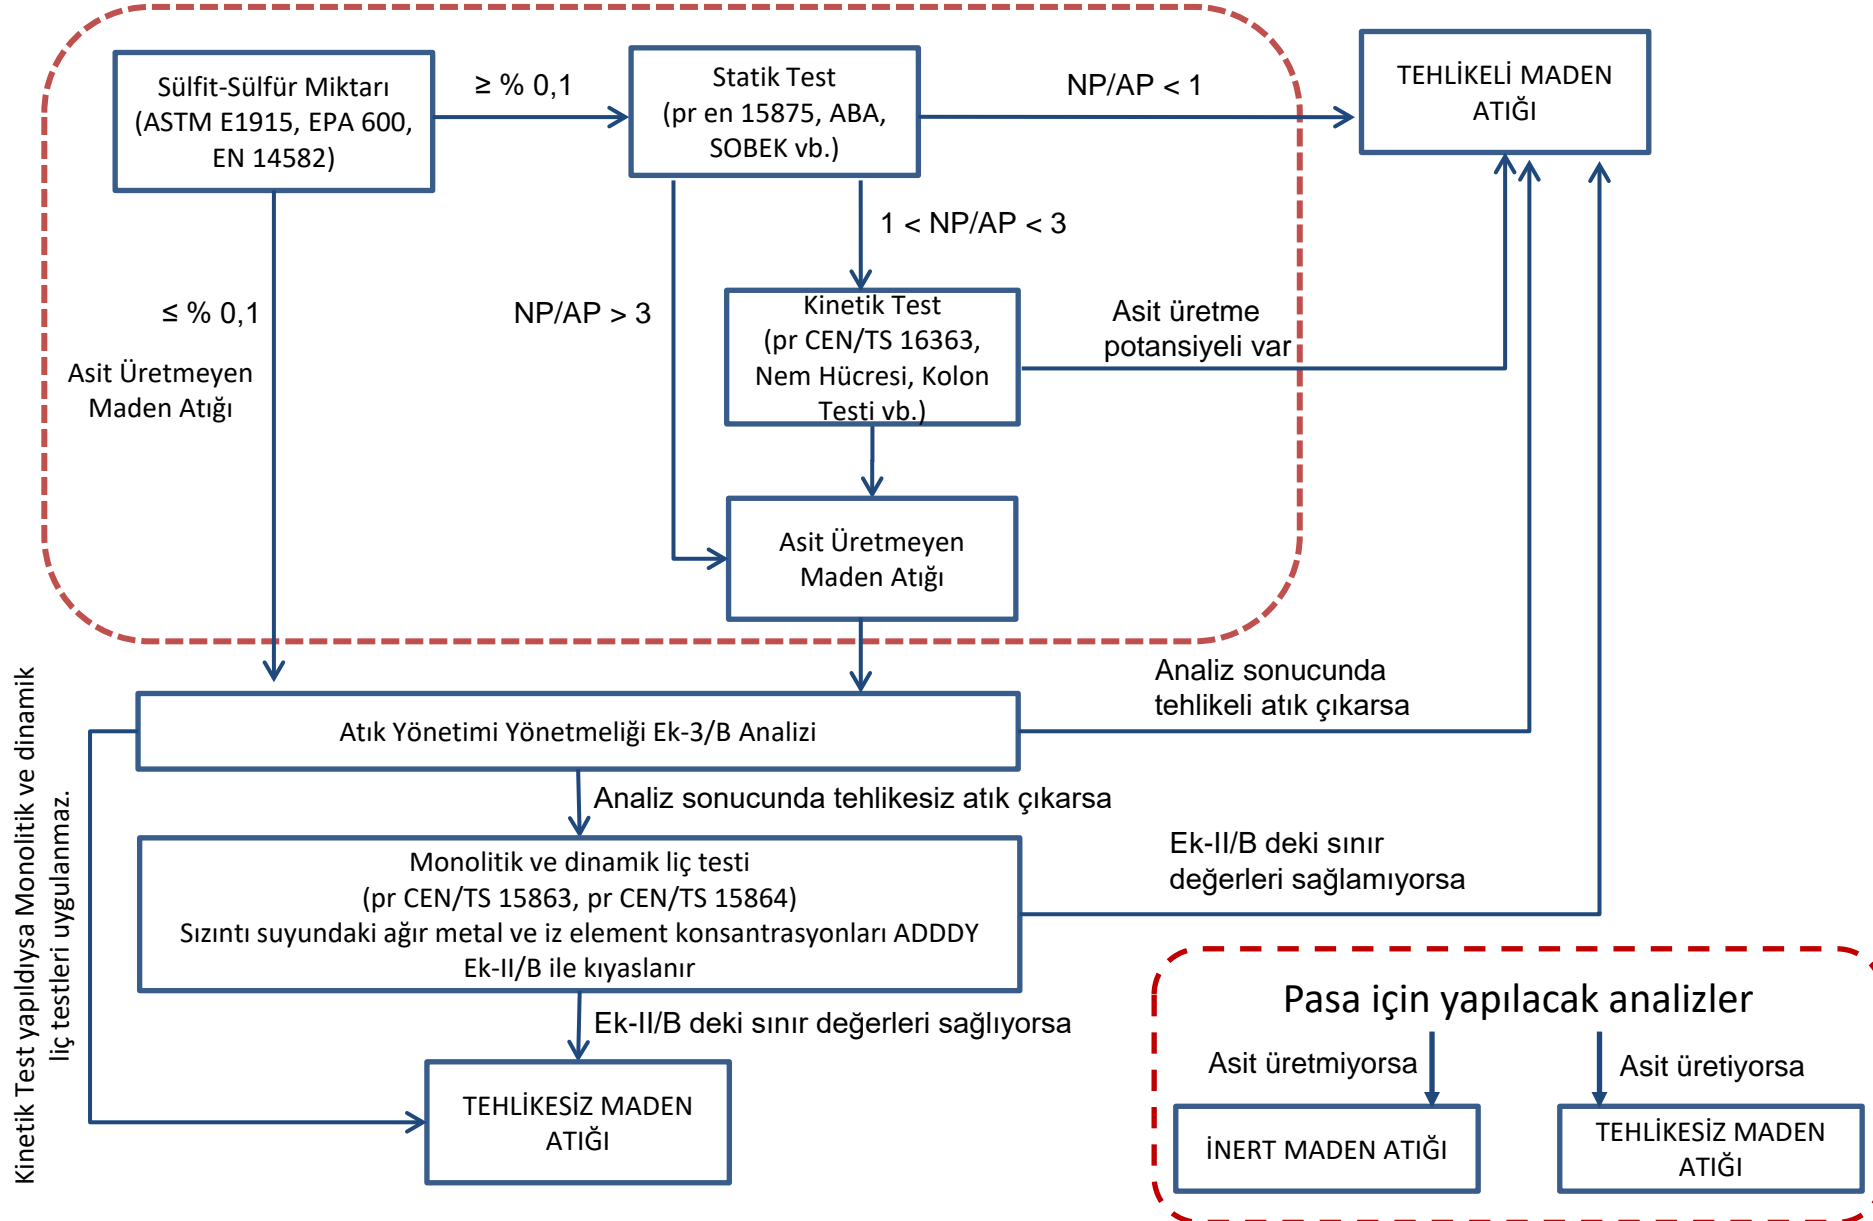 Sülfit-Sülfür Miktarı
(ASTM E1915, EPA 600,
EN 14582)
≥ % 0,1
Statik Test
(pr en 15875, ABA,
SOBEK vb.)
NP/AP < 1
TEHLİKELİ MADEN
ATIĞI
1 < NP/AP < 3
≤ % 0,1
NP/AP > 3
Asit Üretmeyen
Maden Atığı
Kinetik Test
(pr CEN/TS 16363,
Nem Hücresi, Kolon
Testi vb.)
Asit üretme
potansiyeli var
Asit Üretmeyen
Maden Atığı
Analiz sonucunda
tehlikeli atık çıkarsa
Atık Yönetimi Yönetmeliği Ek-3/B Analizi
Analiz sonucunda tehlikesiz atık çıkarsa
Kinetik Test yapıldıysa Monolitik ve dinamik
liç testleri uygulanmaz.
Monolitik ve dinamik liç testi
(pr CEN/TS 15863, pr CEN/TS 15864)
Sızıntı suyundaki ağır metal ve iz element konsantrasyonları ADDDY
Ek-II/B ile kıyaslanır
Ek-II/B deki sınır
değerleri sağlamıyorsa
Ek-II/B deki sınır değerleri sağlıyorsa
TEHLİKESİZ MADEN
ATIĞI
Pasa için yapılacak analizler
Asit üretmiyorsa
Asit üretiyorsa
İNERT MADEN ATIĞI
TEHLİKESİZ MADEN
ATIĞI